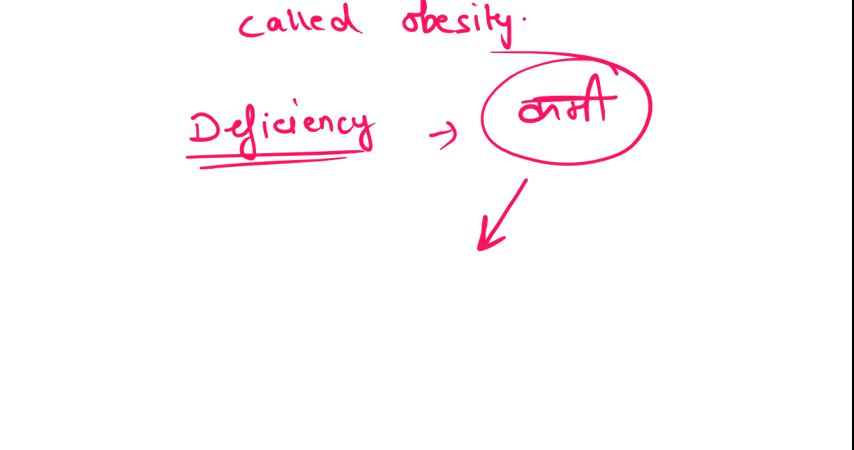 called obesity.
Deficiency → कमी